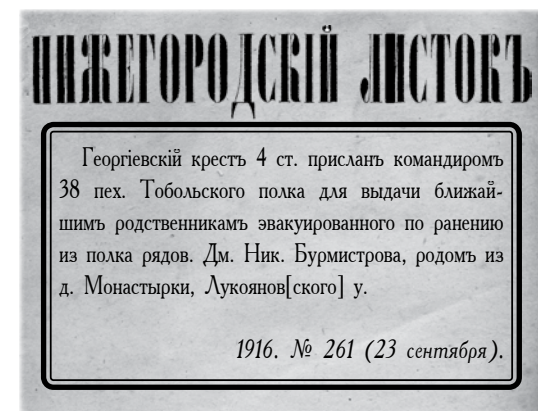 НИЖЕГОРОДСКІЙ ЛИСТОКЪ
Георгіевскій крестъ 4 ст. присланъ командиромъ
38 пех. Тобольского полка для выдачи ближай-
шимъ родственникамъ эвакуированного по ранению
из полка рядов. Дм. Ник. Бурмистрова, родомъ из
д. Монастырки, Лукоянов[ского] у.
1916. № 261 (23 сентября).